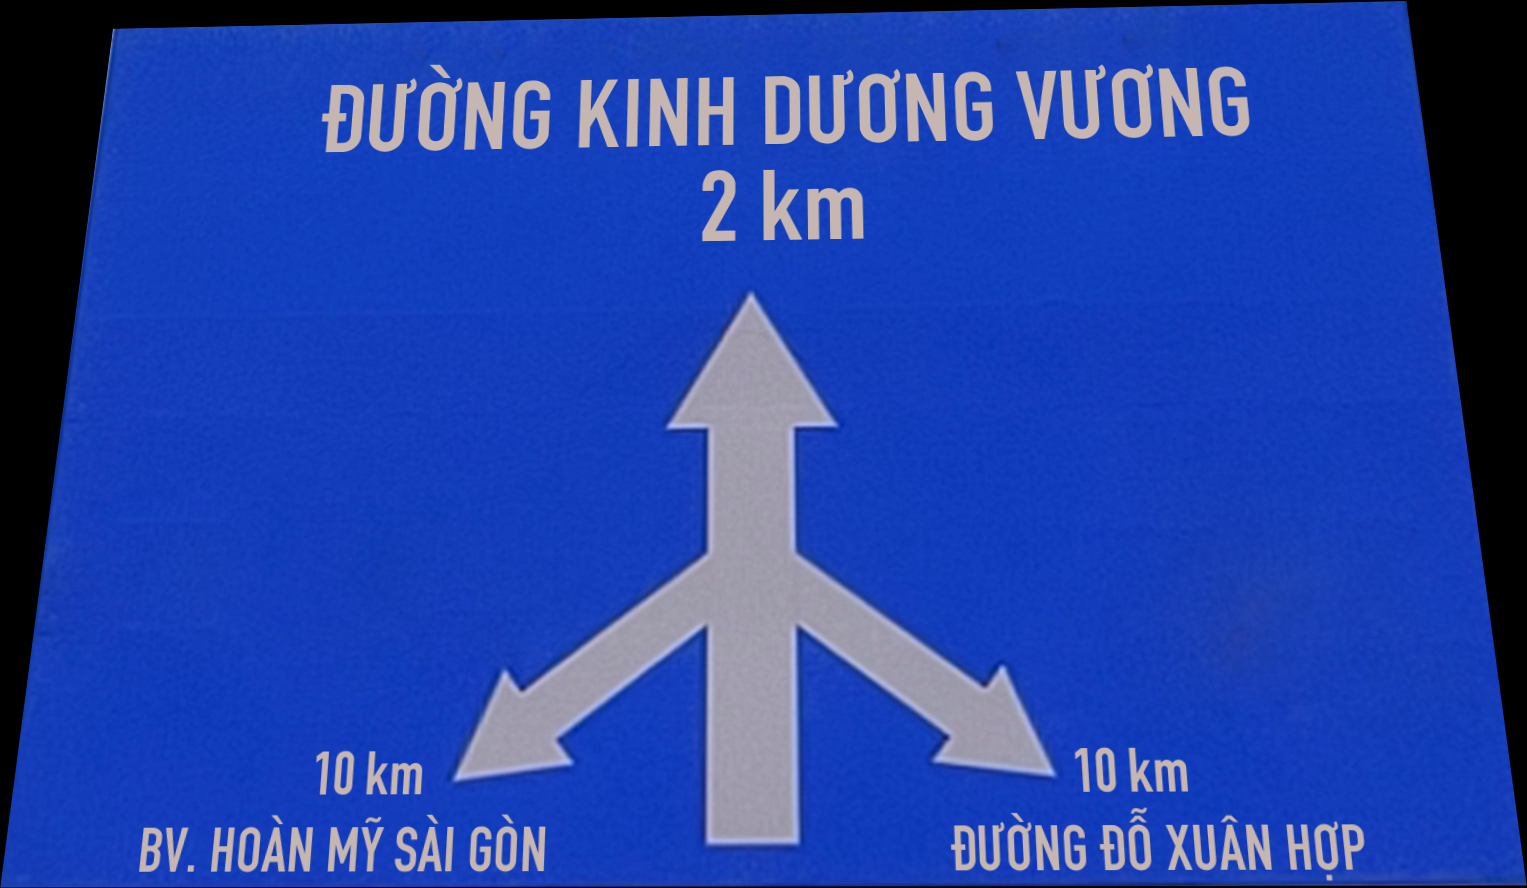 ĐƯỜNG KINH DƯƠNG VƯƠNG
2 km
10 km
BV. HOÀN MỸ SÀI GÒN
10 km
ĐƯỜNG ĐỖ XUÂN HỢP